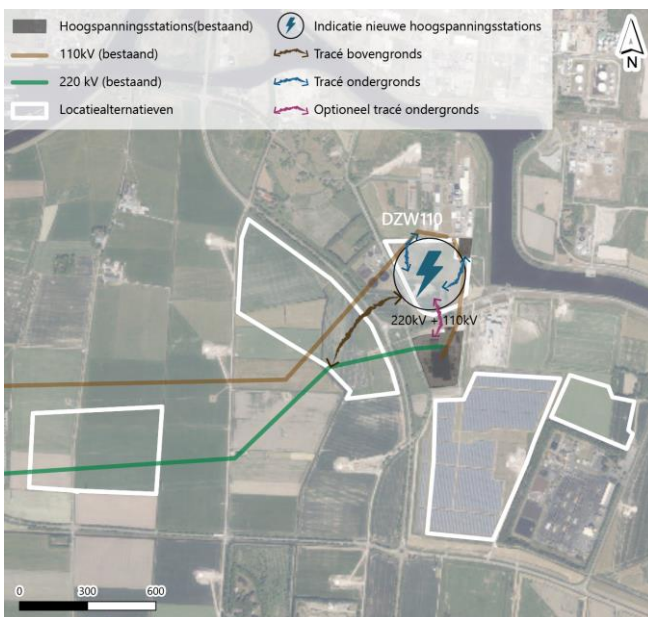 Hoogspanningsstations(bestaand)
110kV (bestaand)
220 kV (bestaand)
Locatiealternatieven
Indicatie nieuwe hoogspanningsstations
Tracé bovengronds
Tracé ondergronds
Optioneel tracé ondergronds
N
DZW110
220kV + 110kV
0 300 600